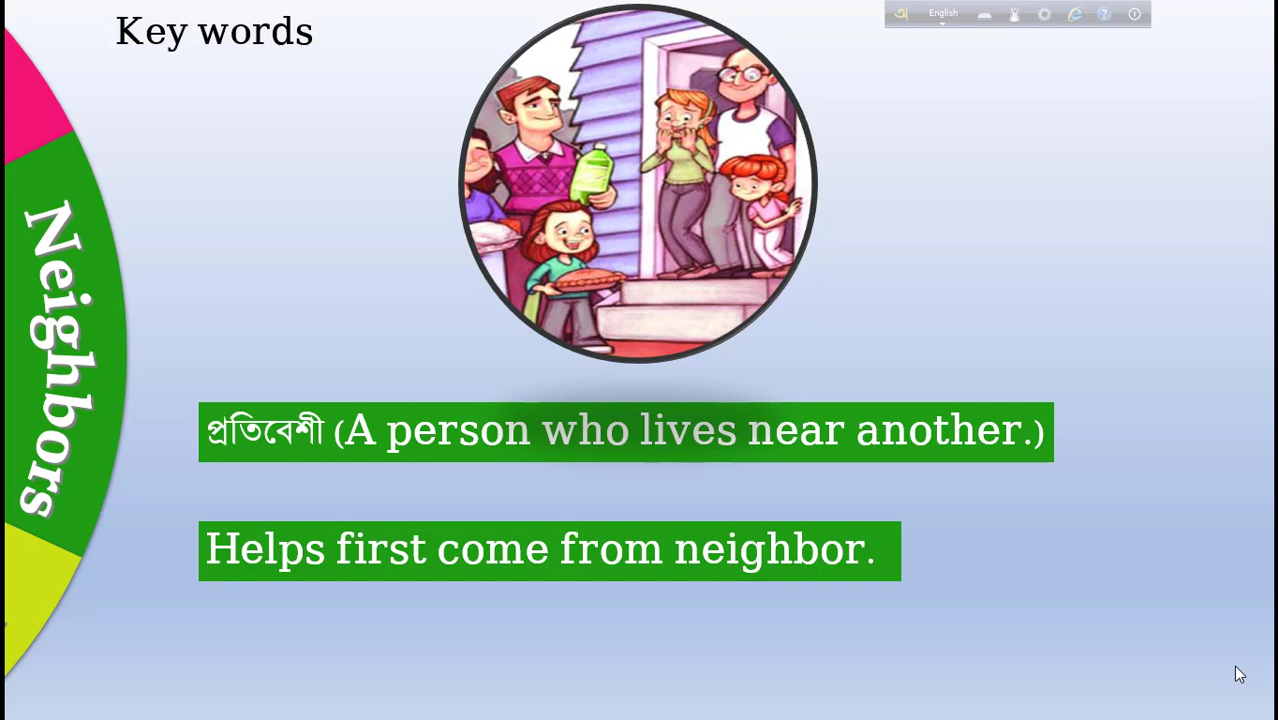 Key words
অ English
Neighbors
প্রতিবেশী (A person who lives near another.)
Helps first come from neighbor.